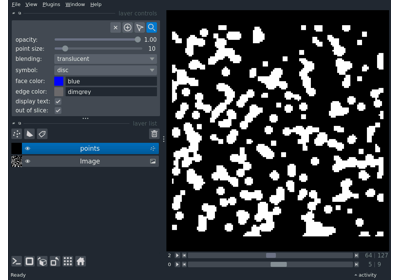 File View Plugins Window Help
layer controls
opacity: 1.00
point size: 10
blending: translucent
symbol: disc
face color: blue
edge color: dimgrey
display text:
out of slice:
layer list
points
Image
2 64 127
0 5 9
Ready activity